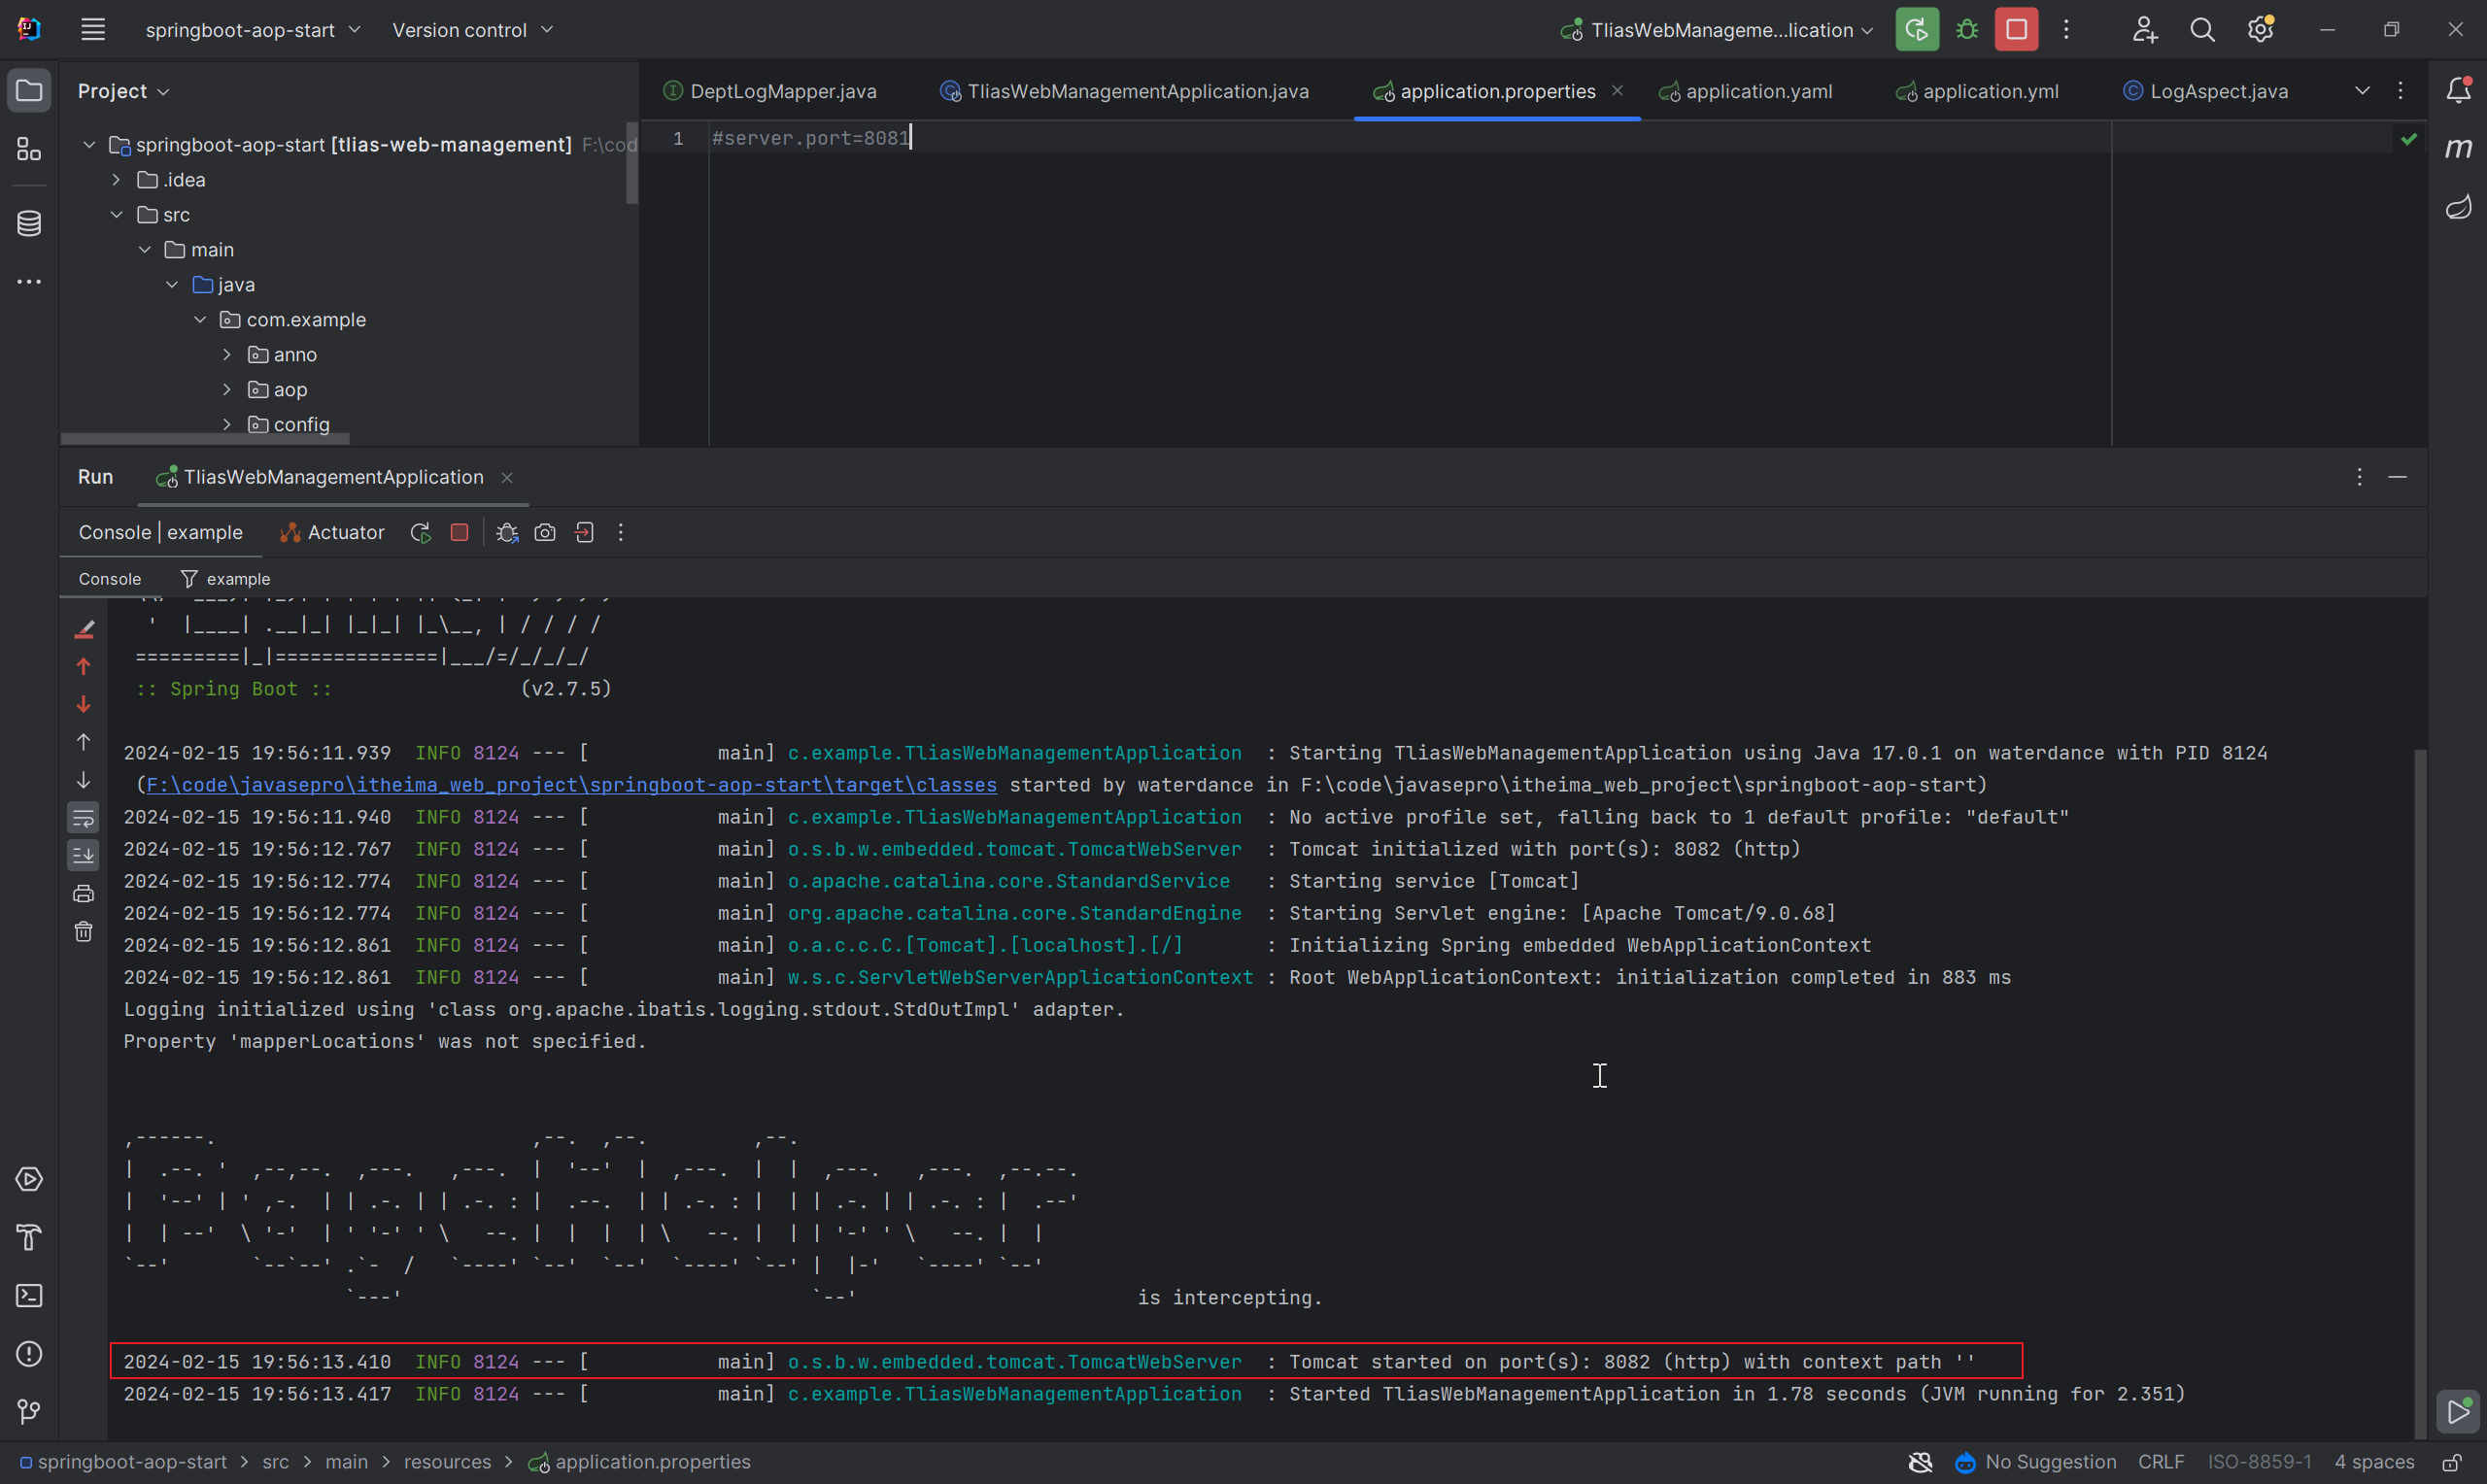 springboot-aop-start Version control TliasWebManageme...lication
Project
DeptLogMapper.java TliasWebManagementApplication.java application.properties application.yaml application.yml LogAspect.java
springboot-aop-start [tlias-web-management] F:\cod
.idea
src
main
java
com.example
anno
aop
config
1 #server.port=8081
Run TliasWebManagementApplication
Console | example Actuator
Console example
:: Spring Boot :: (v2.7.5)
2024-02-15 19:56:11.939 INFO 8124 --- [ main] c.example.TliasWebManagementApplication : Starting TliasWebManagementApplication using Java 17.0.1 on waterdance with PID 8124
(F:\code\javasepro\itheima_web_project\springboot-aop-start\target\classes started by waterdance in F:\code\javasepro\itheima_web_project\springboot-aop-start)
2024-02-15 19:56:11.940 INFO 8124 --- [ main] c.example.TliasWebManagementApplication : No active profile set, falling back to 1 default profile: "default"
2024-02-15 19:56:12.767 INFO 8124 --- [ main] o.s.b.w.embedded.tomcat.TomcatWebServer : Tomcat initialized with port(s): 8082 (http)
2024-02-15 19:56:12.774 INFO 8124 --- [ main] o.apache.catalina.core.StandardService : Starting service [Tomcat]
2024-02-15 19:56:12.774 INFO 8124 --- [ main] org.apache.catalina.core.StandardEngine : Starting Servlet engine: [Apache Tomcat/9.0.68]
2024-02-15 19:56:12.861 INFO 8124 --- [ main] o.a.c.c.C.[Tomcat].[localhost].[/] : Initializing Spring embedded WebApplicationContext
2024-02-15 19:56:12.861 INFO 8124 --- [ main] w.s.c.ServletWebServerApplicationContext : Root WebApplicationContext: initialization completed in 883 ms
Logging initialized using 'class org.apache.ibatis.logging.stdout.StdOutImpl' adapter.
Property 'mapperLocations' was not specified.
PageHelper
is intercepting.
2024-02-15 19:56:13.410 INFO 8124 --- [ main] o.s.b.w.embedded.tomcat.TomcatWebServer : Tomcat started on port(s): 8082 (http) with context path ''
2024-02-15 19:56:13.417 INFO 8124 --- [ main] c.example.TliasWebManagementApplication : Started TliasWebManagementApplication in 1.78 seconds (JVM running for 2.351)
springboot-aop-start > src > main > resources > application.properties No Suggestion CRLF ISO-8859-1 4 spaces